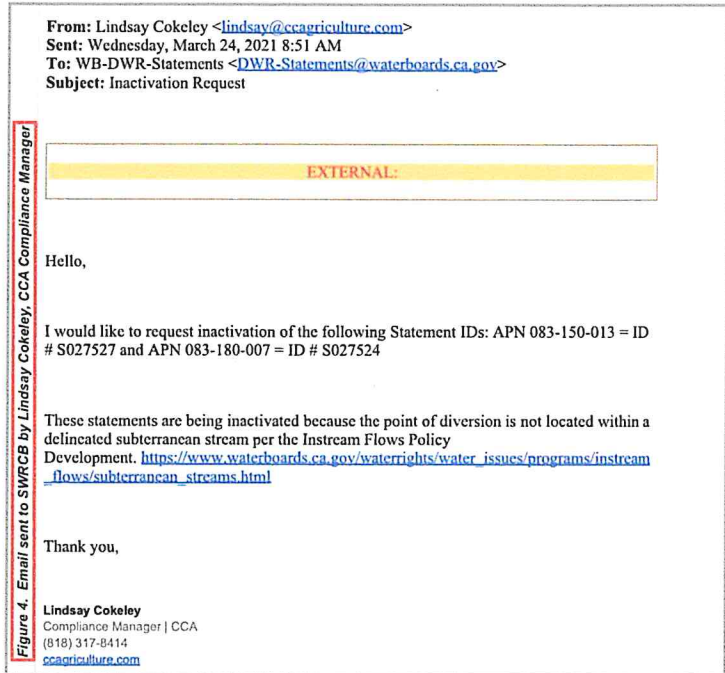 From: Lindsay Cokeley <lindsay@ccagriculture.com>
Sent: Wednesday, March 24, 2021 8:51 AM
To: WB-DWR-Statements <DWR-Statements@waterboards.ca.gov>
Subject: Inactivation Request
EXTERNAL:
Hello,
I would like to request inactivation of the following Statement IDs: APN 083-150-013 = ID
# S027527 and APN 083-180-007 = ID # S027524
These statements are being inactivated because the point of diversion is not located within a
delineated subterranean stream per the Instream Flows Policy
Development. https://www.waterboards.ca.gov/waterrights/water_issues/programs/instream
_flows/subterranean_streams.html
Thank you,
Lindsay Cokeley
Compliance Manager | CCA
(818) 317-8414
ccagriculture.com
Figure 4. Email sent to SWRCB by Lindsay Cokeley, CCA Compliance Manager